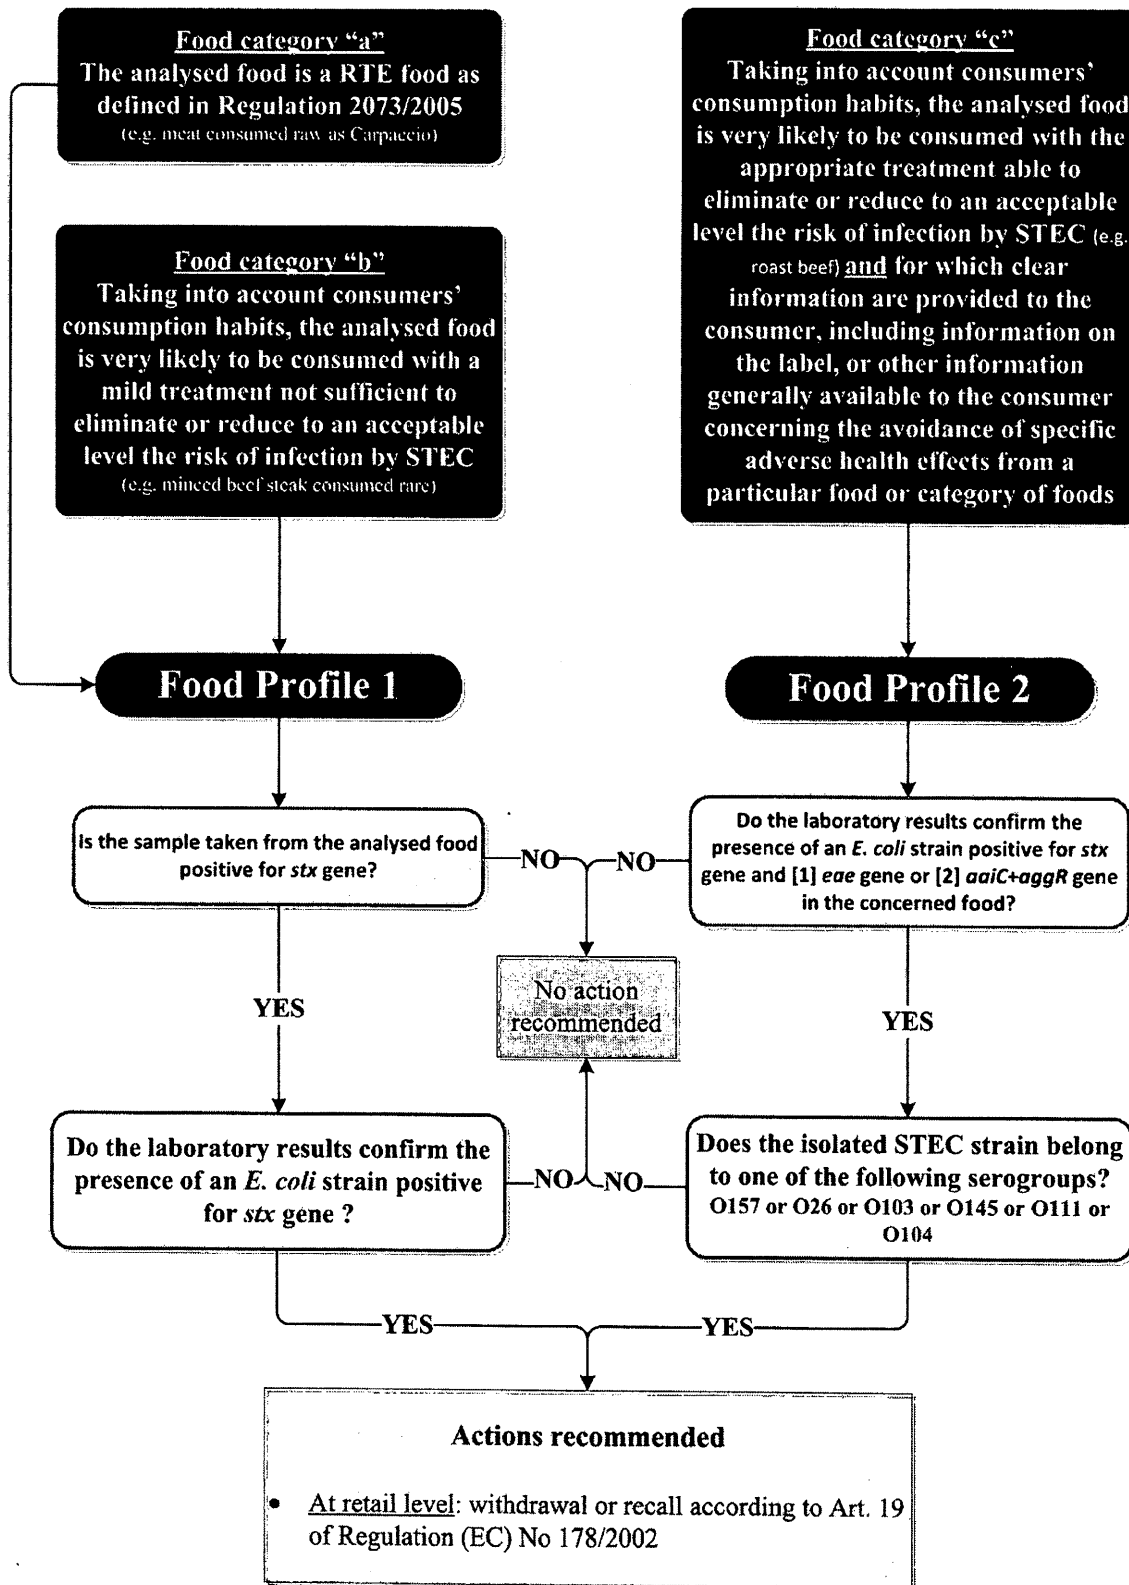 Food category “a”
The analysed food is a RTE food as
defined in Regulation 2073/2005
(e.g. meat consumed raw as Carpaccio)
Food category “b”
Taking into account consumers’
consumption habits, the analysed food
is very likely to be consumed with a
mild treatment not sufficient to
eliminate or reduce to an acceptable
level the risk of infection by STEC
(e.g. minced beef steak consumed rare)
Food category “c”
Taking into account consumers’
consumption habits, the analysed food
is very likely to be consumed with the
appropriate treatment able to
eliminate or reduce to an acceptable
level the risk of infection by STEC (e.g.
roast beef) and for which clear
information are provided to the
consumer, including information on
the label, or other information
generally available to the consumer
concerning the avoidance of specific
adverse health effects from a
particular food or category of foods
Food Profile 1
Food Profile 2
Is the sample taken from the analysed food
positive for stx gene?
NO
NO
Do the laboratory results confirm the
presence of an E. coli strain positive for stx
gene and [1] eae gene or [2] aaiC+aggR gene
in the concerned food?
No action
recommended
YES
YES
Do the laboratory results confirm the
presence of an E. coli strain positive
for stx gene ?
NO
NO
Does the isolated STEC strain belong
to one of the following serogroups?
O157 or O26 or O103 or O145 or O111 or
O104
YES
YES
Actions recommended
• At retail level: withdrawal or recall according to Art. 19
of Regulation (EC) No 178/2002